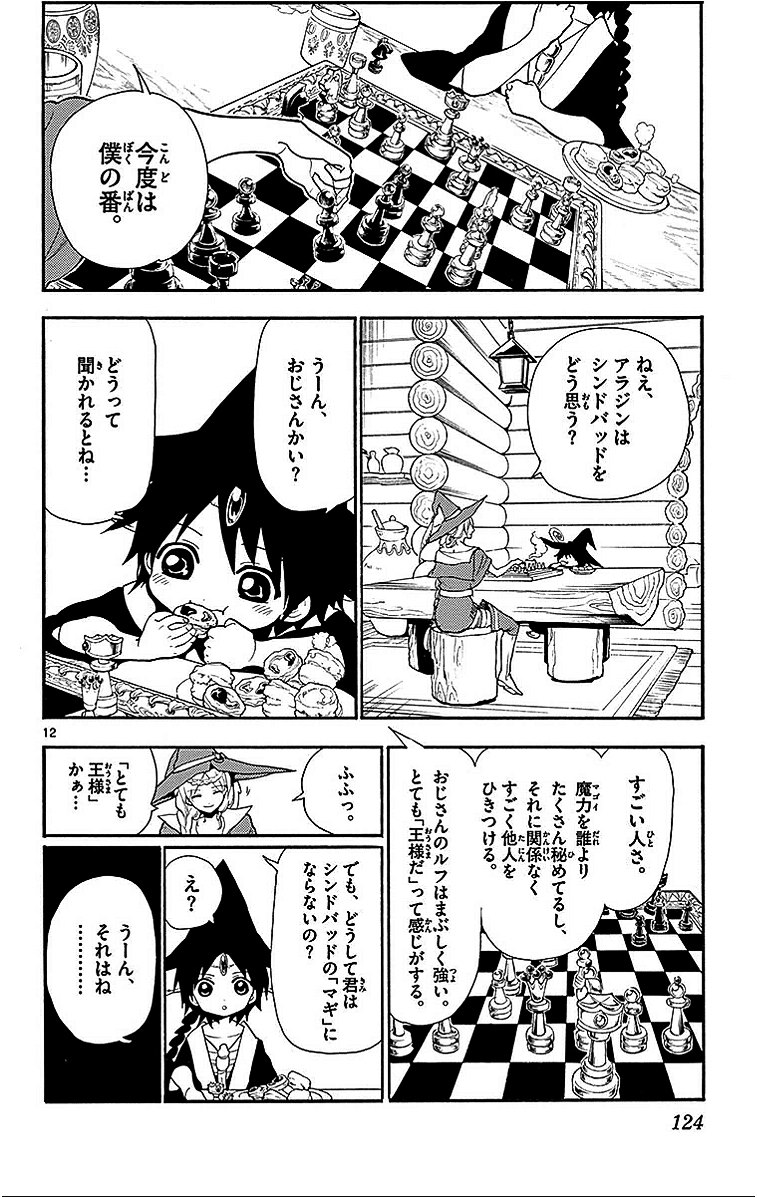 今度は
僕の番。
ねえ、
アラジンは
シンドバッドを
どう思う？
うーん、
おじさんかい？
どうって
聞かれるとね…
12
すごい人さ。
魔力を誰より
たくさん秘めてるし、
それに関係なく
すごく他人を
ひきつける。
おじさんのルフはまぶしく強い。
とても「王様だ」って感じがする。
ふふっ。
「とても
王様」
かぁ…
でも、どうして君は
シンドバッドの「マギ」に
ならないの？
え？
うーん、
それはね
…………
124